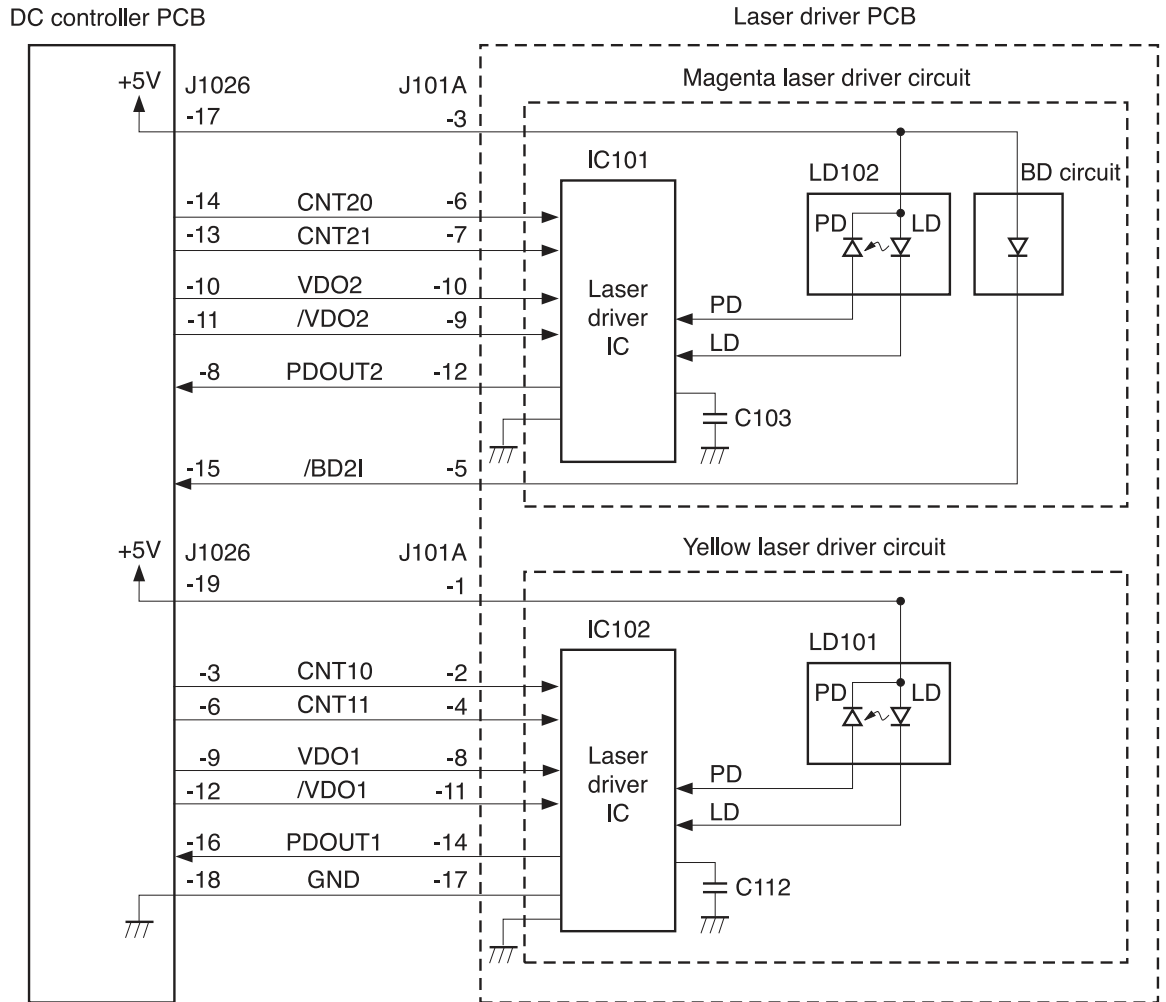 DC controller PCB
Laser driver PCB
+5V
J1026
J101A
-17
-3
Magenta laser driver circuit
IC101
LD102
BD circuit
-14 CNT20 -6
-13 CNT21 -7
PD
LD
-10 VDO2 -10
-11 /VDO2 -9
Laser
driver
IC
PD
LD
-8 PDOUT2 -12
C103
-15 /BD2I -5
+5V
J1026
J101A
-19
-1
Yellow laser driver circuit
IC102
LD101
-3 CNT10 -2
-6 CNT11 -4
PD
LD
-9 VDO1 -8
-12 /VDO1 -11
Laser
driver
IC
PD
LD
-16 PDOUT1 -14
-18 GND -17
C112